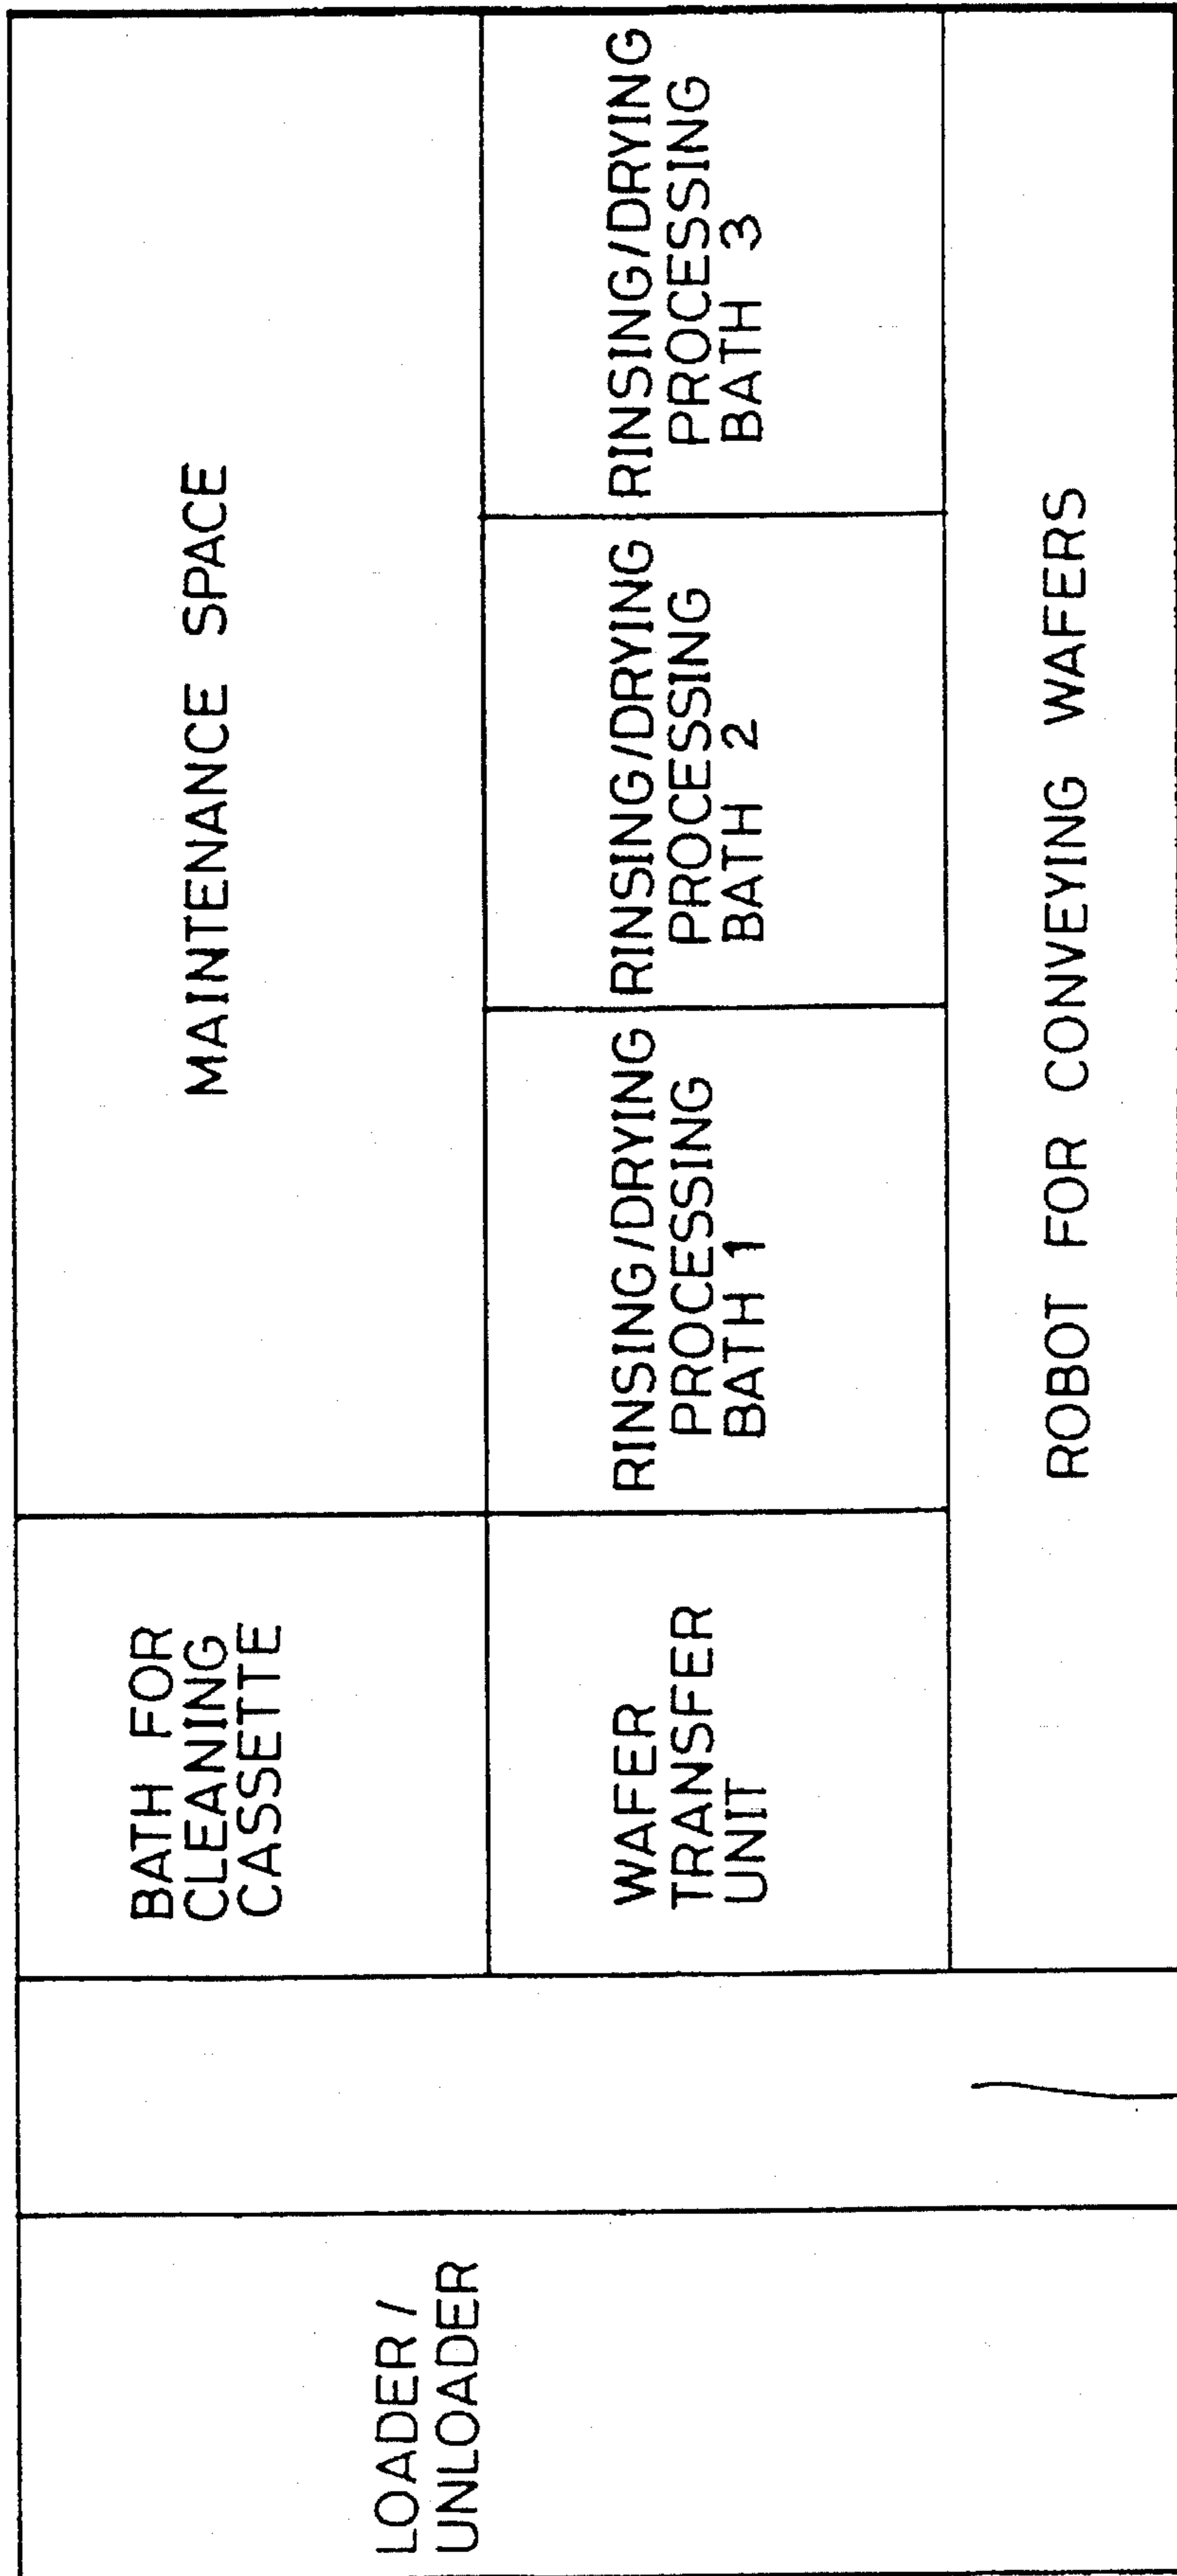 LOADER /
UNLOADER
BATH FOR
CLEANING
CASSETTE
MAINTENANCE SPACE
WAFER
TRANSFER
UNIT
RINSING/DRYING
PROCESSING
BATH 1
RINSING/DRYING
PROCESSING
BATH 2
RINSING/DRYING
PROCESSING
BATH 3
ROBOT FOR CONVEYING WAFERS